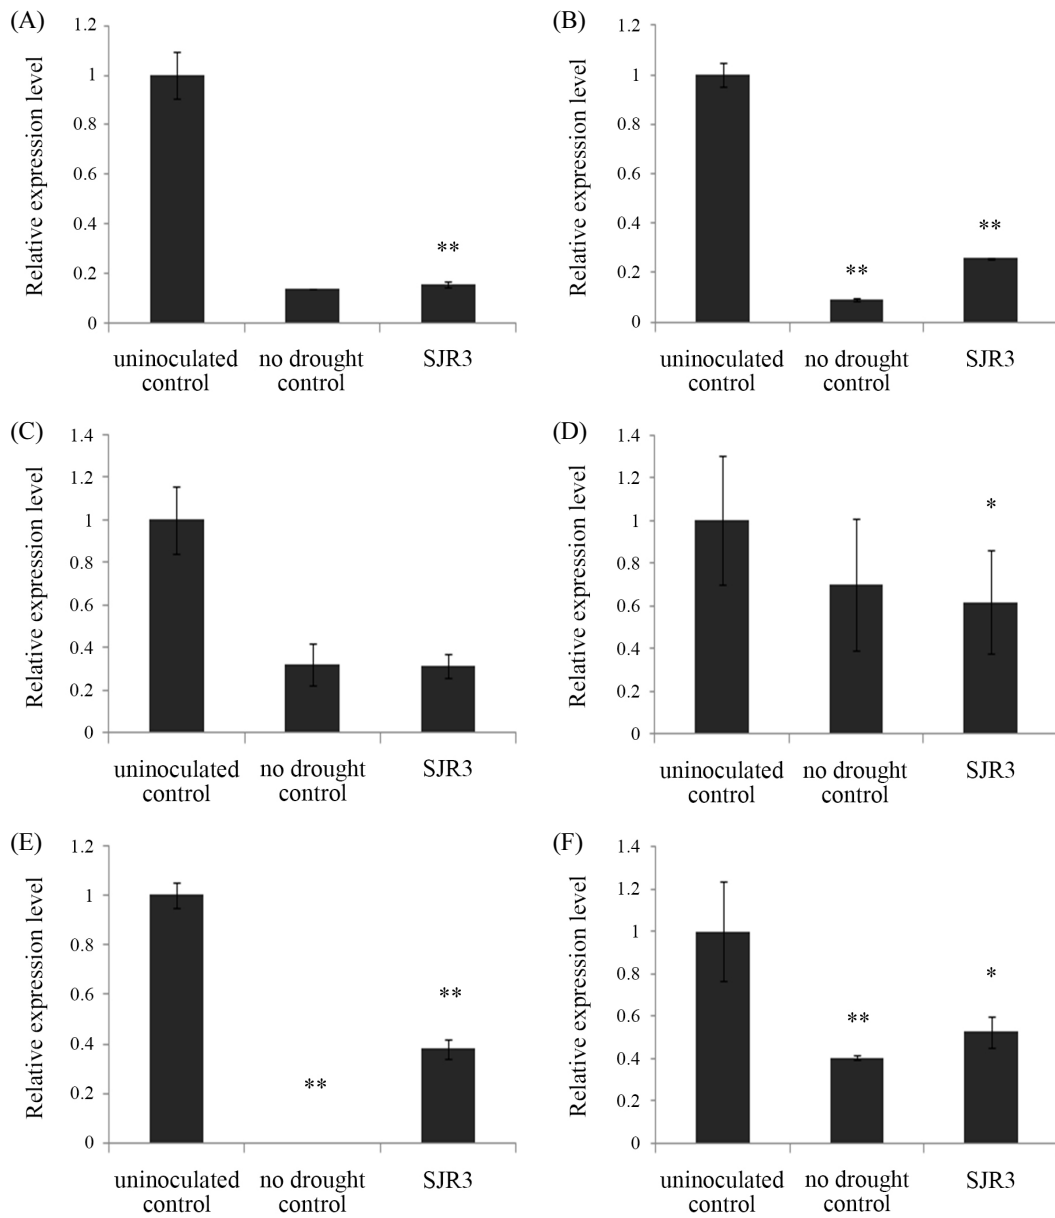 (A)
Relative expression level
1.2
1
0.8
0.6
0.4
0.2
0
**
uninoculated
control
no drought
control
SJR3
(B)
Relative expression level
1.2
1
0.8
0.6
0.4
0.2
0
**
**
uninoculated
control
no drought
control
SJR3
(C)
Relative expression level
1.4
1.2
1
0.8
0.6
0.4
0.2
0
uninoculated
control
no drought
control
SJR3
(D)
Relative expression level
1.4
1.2
1
0.8
0.6
0.4
0.2
0
*
uninoculated
control
no drought
control
SJR3
(E)
Relative expression level
1.2
1
0.8
0.6
0.4
0.2
0
**
**
uninoculated
control
no drought
control
SJR3
(F)
Relative expression level
1.4
1.2
1
0.8
0.6
0.4
0.2
0
**
*
uninoculated
control
no drought
control
SJR3